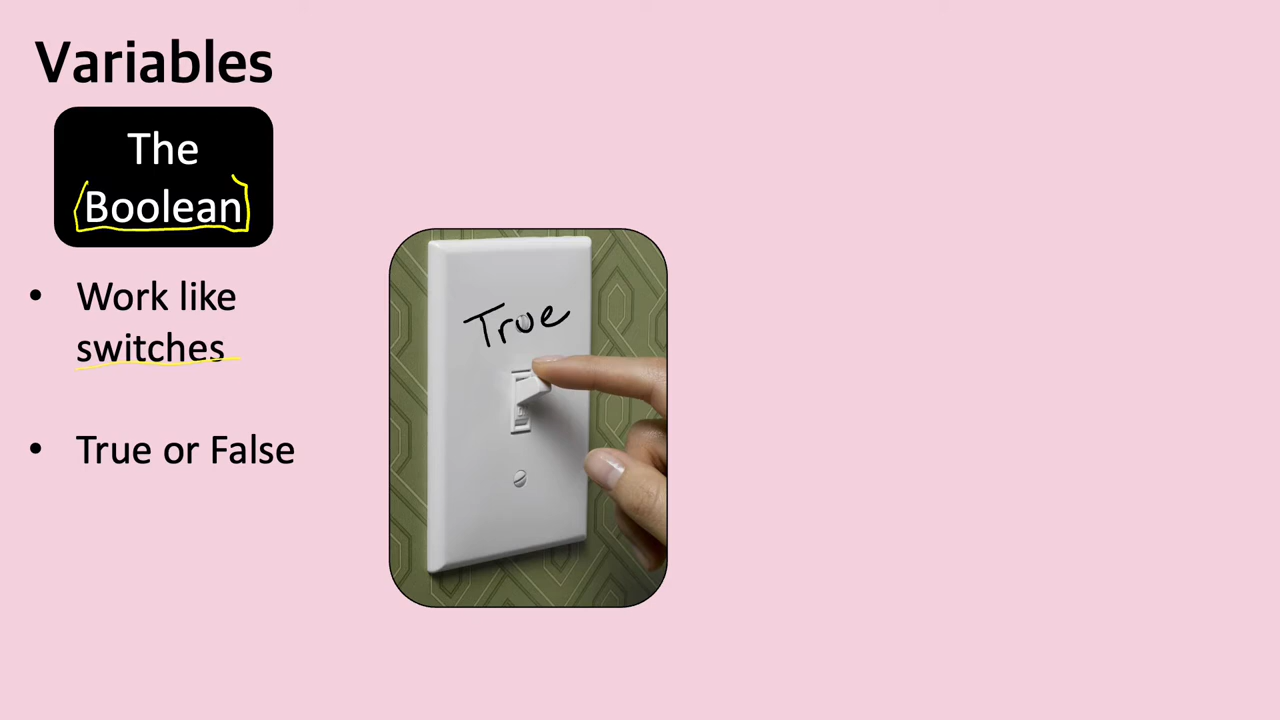 Variables
The
Boolean
• Work like
switches
• True or False
True